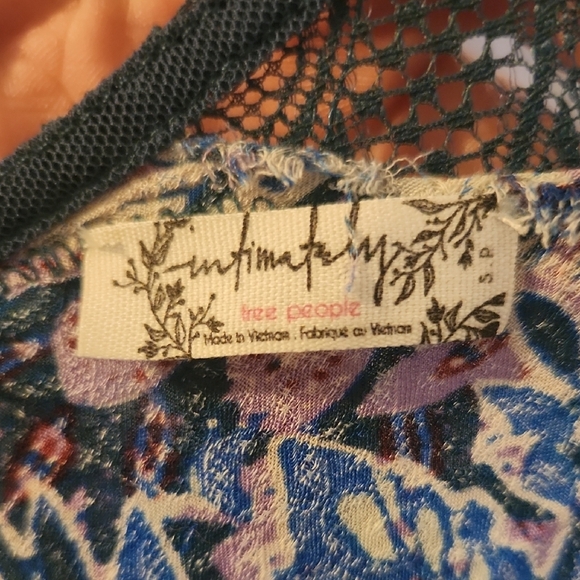 intimately
free people
Made in Vietnam . Fabriqué au Vietnam
S.P